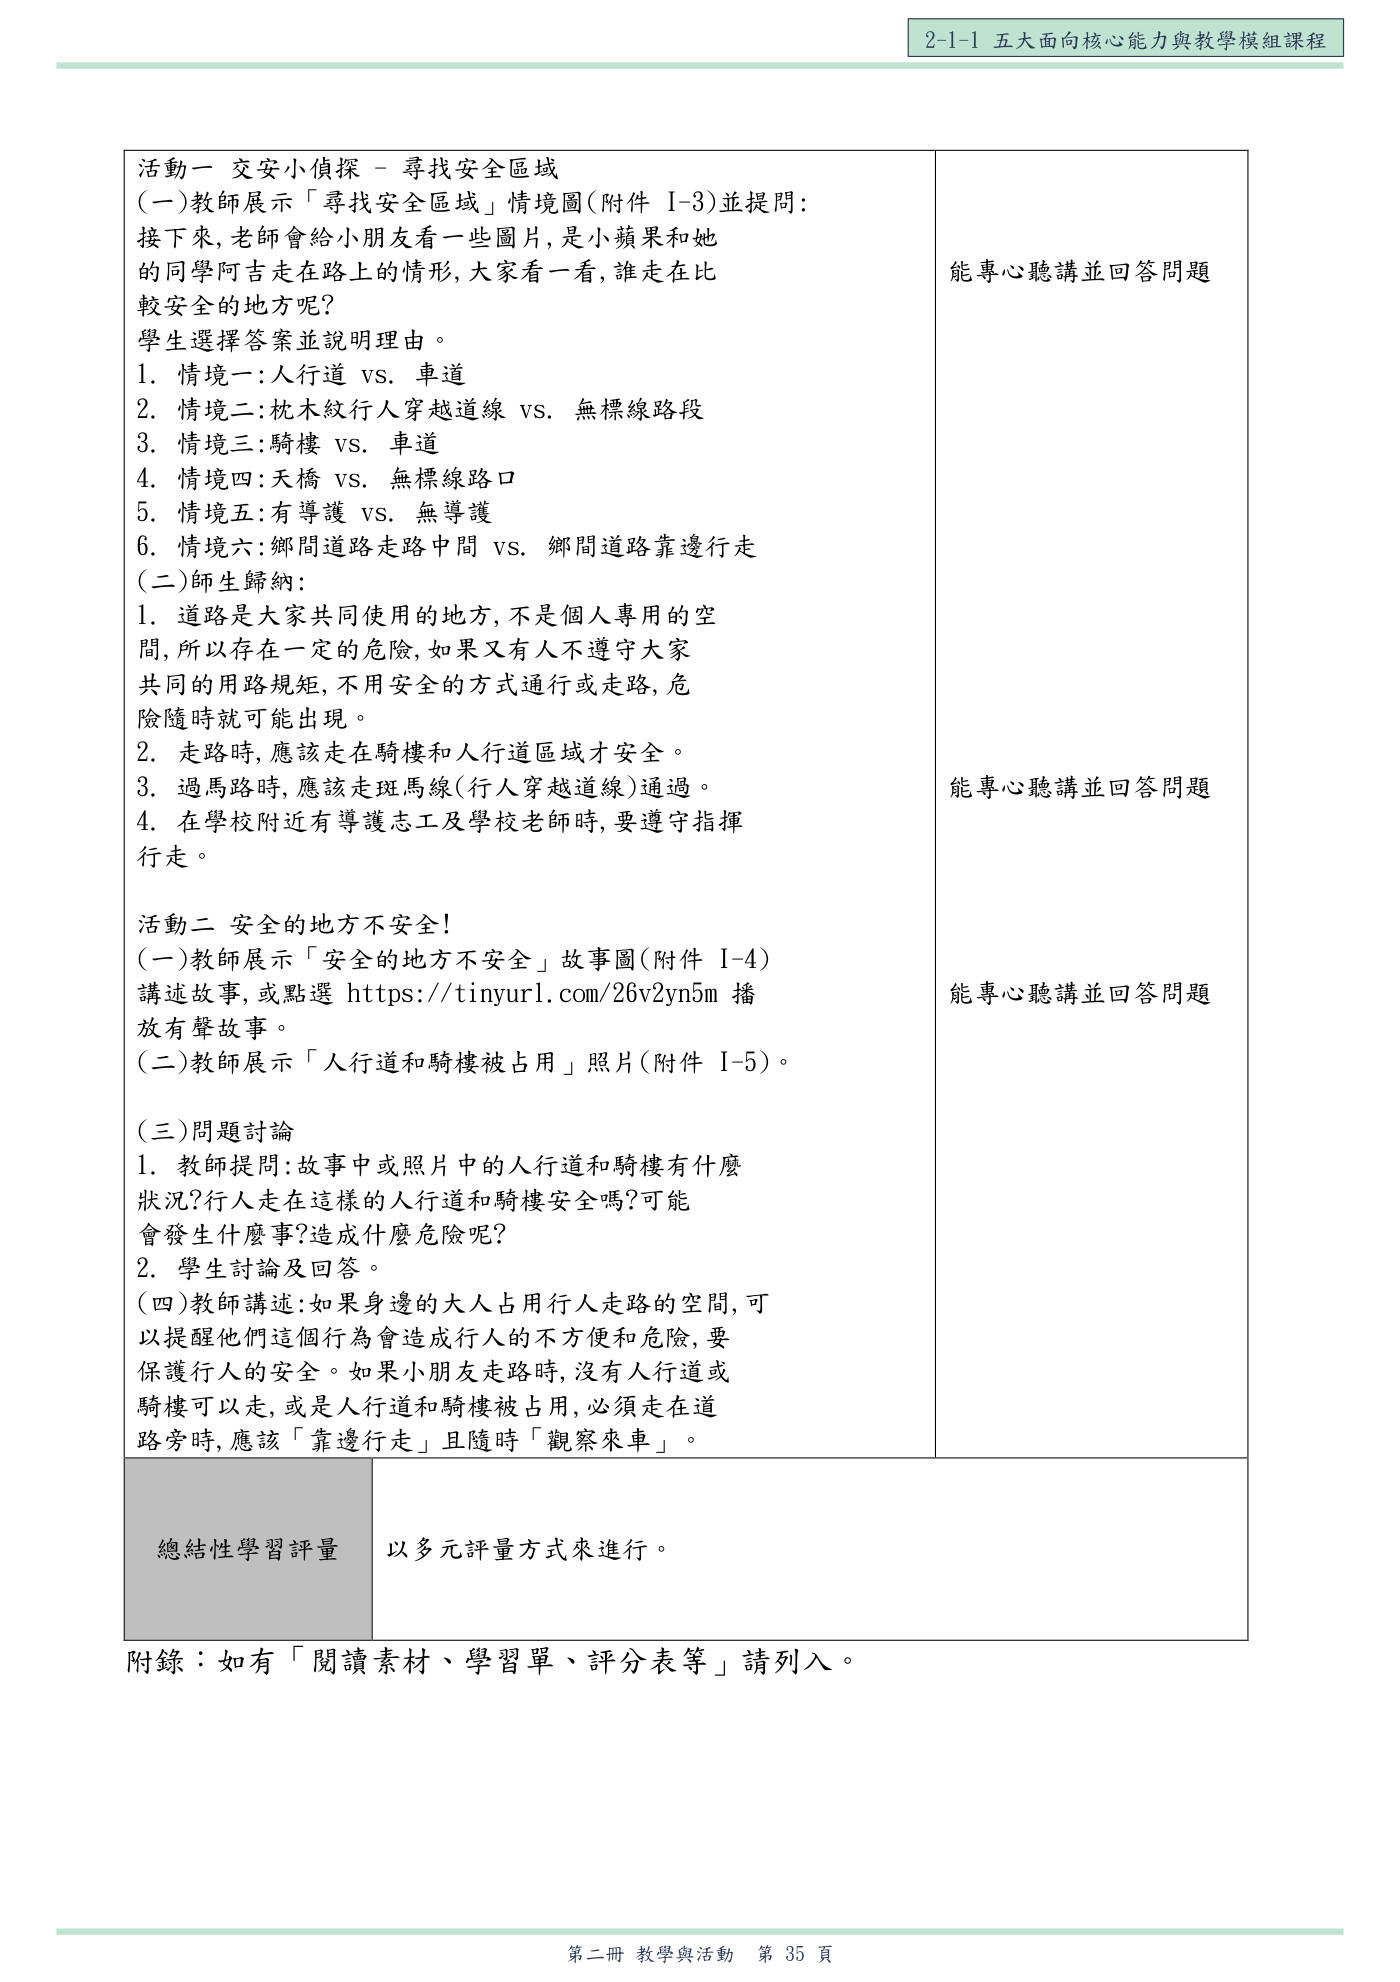 2-1-1 五大面向核心能力與教學模組課程
活動一 交安小偵探 - 尋找安全區域
(一)教師展示「尋找安全區域」情境圖(附件 I-3)並提問:
接下來,老師會給小朋友看一些圖片,是小蘋果和她
的同學阿吉走在路上的情形,大家看一看,誰走在比
較安全的地方呢?
學生選擇答案並說明理由。
1. 情境一:人行道 vs. 車道
2. 情境二:枕木紋行人穿越道線 vs. 無標線路段
3. 情境三:騎樓 vs. 車道
4. 情境四:天橋 vs. 無標線路口
5. 情境五:有導護 vs. 無導護
6. 情境六:鄉間道路走路中間 vs. 鄉間道路靠邊行走
(二)師生歸納:
1. 道路是大家共同使用的地方,不是個人專用的空
間,所以存在一定的危險,如果又有人不遵守大家
共同的用路規矩,不用安全的方式通行或走路,危
險隨時就可能出現。
2. 走路時,應該走在騎樓和人行道區域才安全。
3. 過馬路時,應該走斑馬線(行人穿越道線)通過。
4. 在學校附近有導護志工及學校老師時,要遵守指揮
行走。
能專心聽講並回答問題
能專心聽講並回答問題
活動二 安全的地方不安全!
(一)教師展示「安全的地方不安全」故事圖(附件 I-4)
講述故事,或點選 https://tinyurl.com/26v2yn5m 播
放有聲故事。
(二)教師展示「人行道和騎樓被占用」照片(附件 I-5)。
(三)問題討論
1. 教師提問:故事中或照片中的人行道和騎樓有什麼
狀況?行人走在這樣的人行道和騎樓安全嗎?可能
會發生什麼事?造成什麼危險呢?
2. 學生討論及回答。
(四)教師講述:如果身邊的大人占用行人走路的空間,可
以提醒他們這個行為會造成行人的不方便和危險,要
保護行人的安全。如果小朋友走路時,沒有人行道或
騎樓可以走,或是人行道和騎樓被占用,必須走在道
路旁時,應該「靠邊行走」且隨時「觀察來車」。
能專心聽講並回答問題
總結性學習評量
以多元評量方式來進行。
附錄：如有「閱讀素材、學習單、評分表等」請列入。
第二冊 教學與活動 第 35 頁